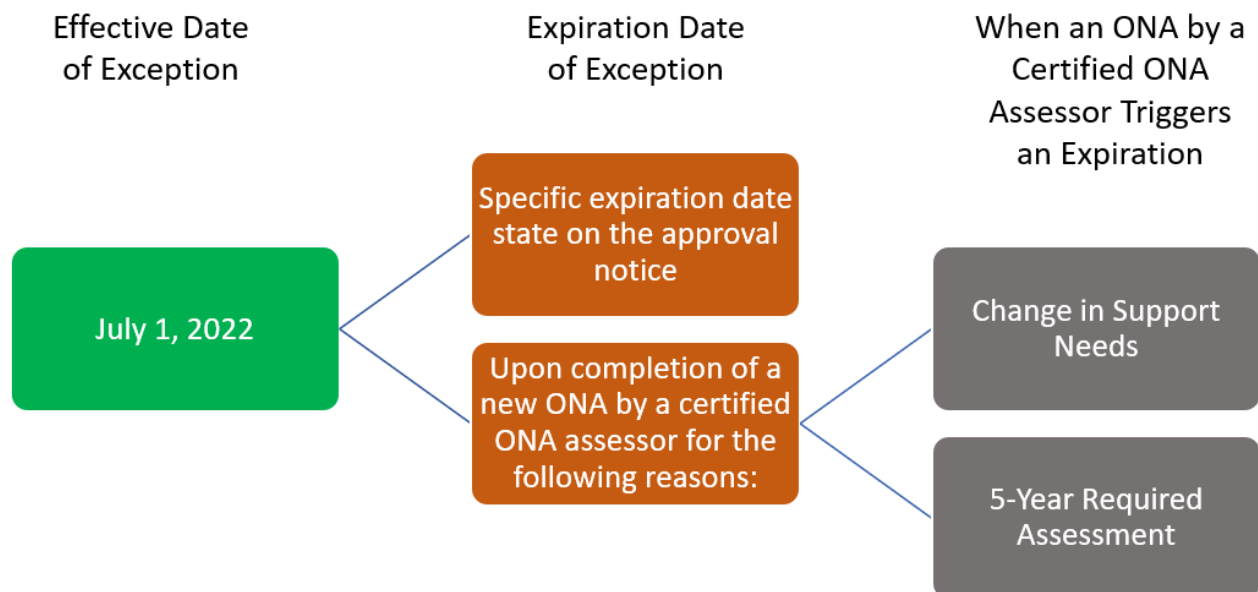 Effective Date
of Exception
Expiration Date
of Exception
When an ONA by a
Certified ONA
Assessor Triggers
an Expiration
July 1, 2022
Specific expiration date
state on the approval
notice
Upon completion of a
new ONA by a certified
ONA assessor for the
following reasons:
Change in Support
Needs
5-Year Required
Assessment